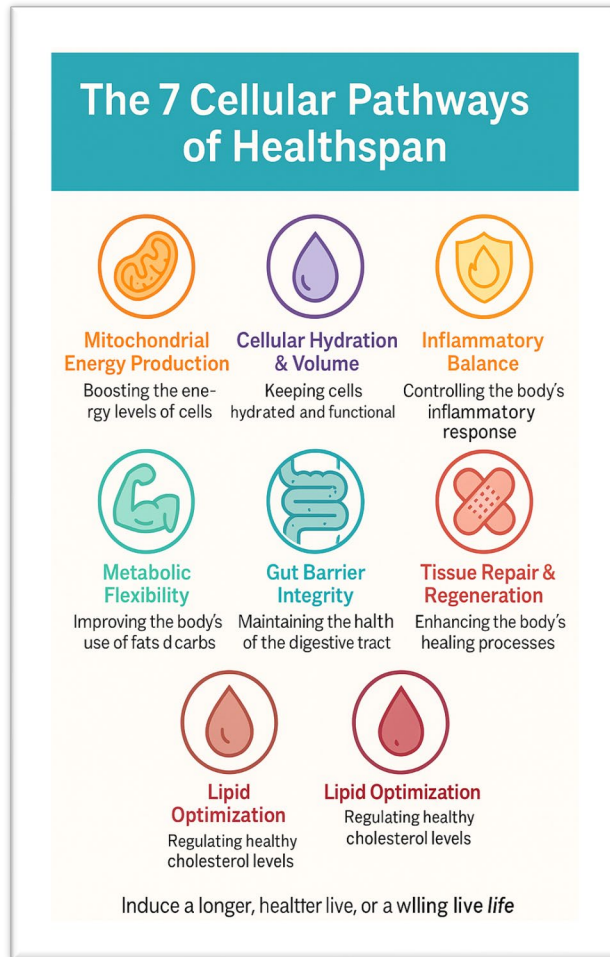 The 7 Cellular Pathways
of Healthspan
Mitochondrial
Energy Production
Boosting the ene-
rgy levels of cells
Cellular Hydration
& Volume
Keeping cells
hydrated and functional
Inflammatory
Balance
Controlling the body's
inflammatory
response
Metabolic
Flexibility
Improving the body's
use of fats d carbs
Gut Barrier
Integrity
Maintaining the halth
of the digestive tract
Tissue Repair &
Regeneration
Enhancing the body's
healing processes
Lipid
Optimization
Regulating healthy
cholesterol levels
Lipid Optimization
Regulating healthy
cholesterol levels
Induce a longer, healtfer live, or a wlling live life